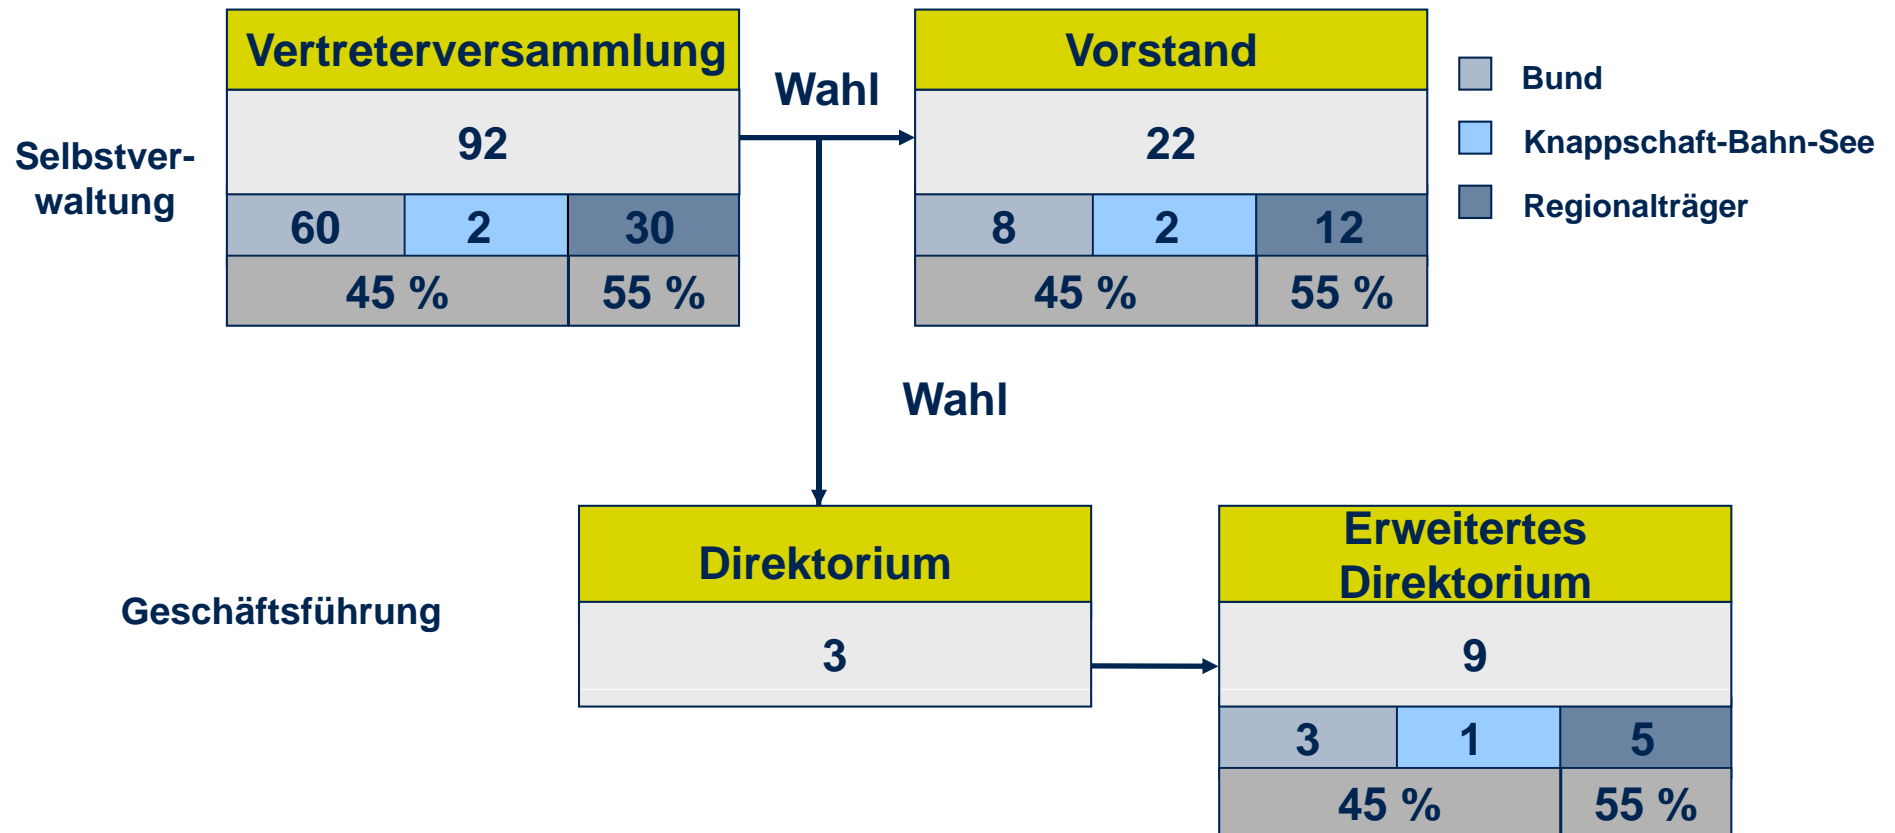 Vertreterversammlung
92
60 2 30
45 % 55 %
Wahl
Vorstand
22
8 2 12
45 % 55 %
Bund
Knappschaft-Bahn-See
Regionalträger
Selbstver-
waltung
Wahl
Geschäftsführung
Direktorium
3
Erweitertes
Direktorium
9
3 1 5
45 % 55 %